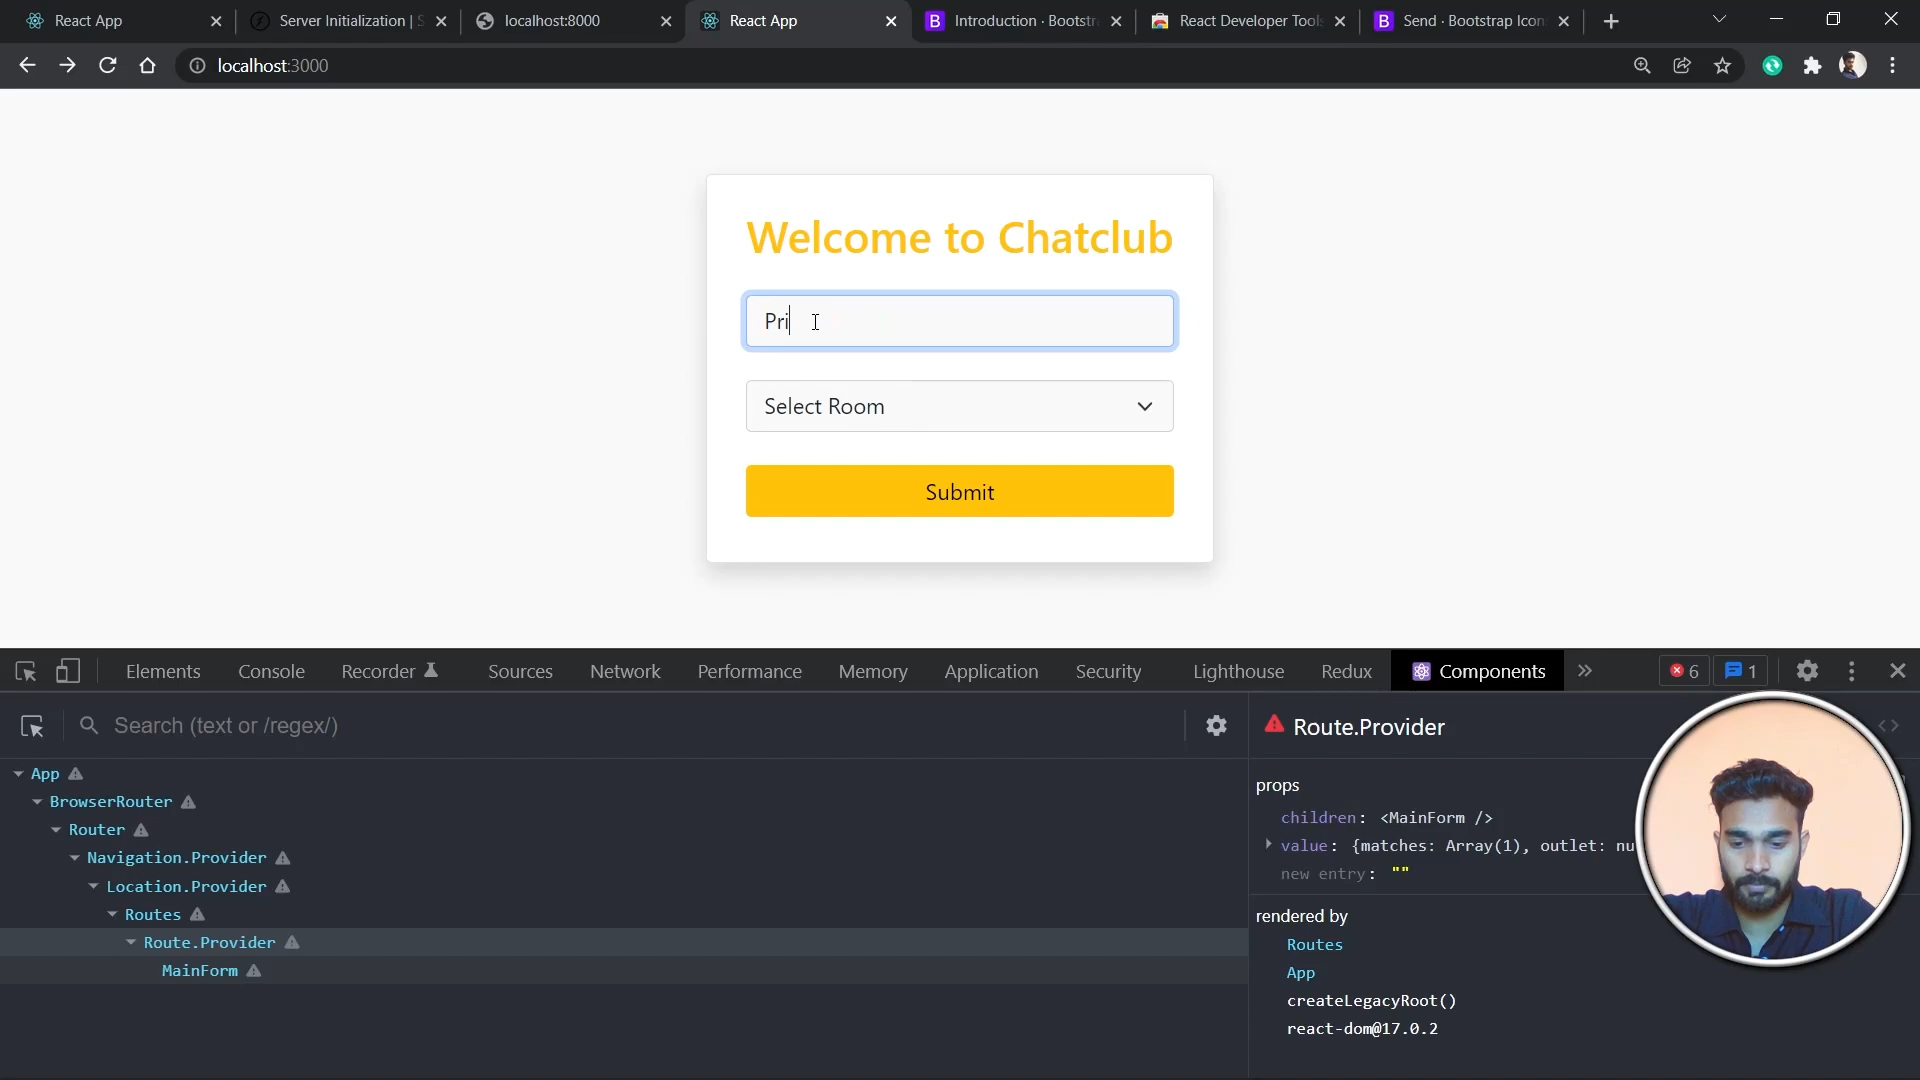 React App
Server Initialization | S
localhost:8000
React App
Introduction · Bootstr
React Developer Tool
Send · Bootstrap Icon
localhost:3000
Welcome to Chatclub
Pri
Select Room
Submit
Elements Console Recorder Sources Network Performance Memory Application Security Lighthouse Redux Components 6 1
Search (text or /regex/)
App
BrowserRouter
Router
Navigation.Provider
Location.Provider
Routes
Route.Provider
MainForm
Route.Provider
props
children: <MainForm />
value: {matches: Array(1), outlet: nu
new entry: ""
rendered by
Routes
App
createLegacyRoot()
react-dom@17.0.2